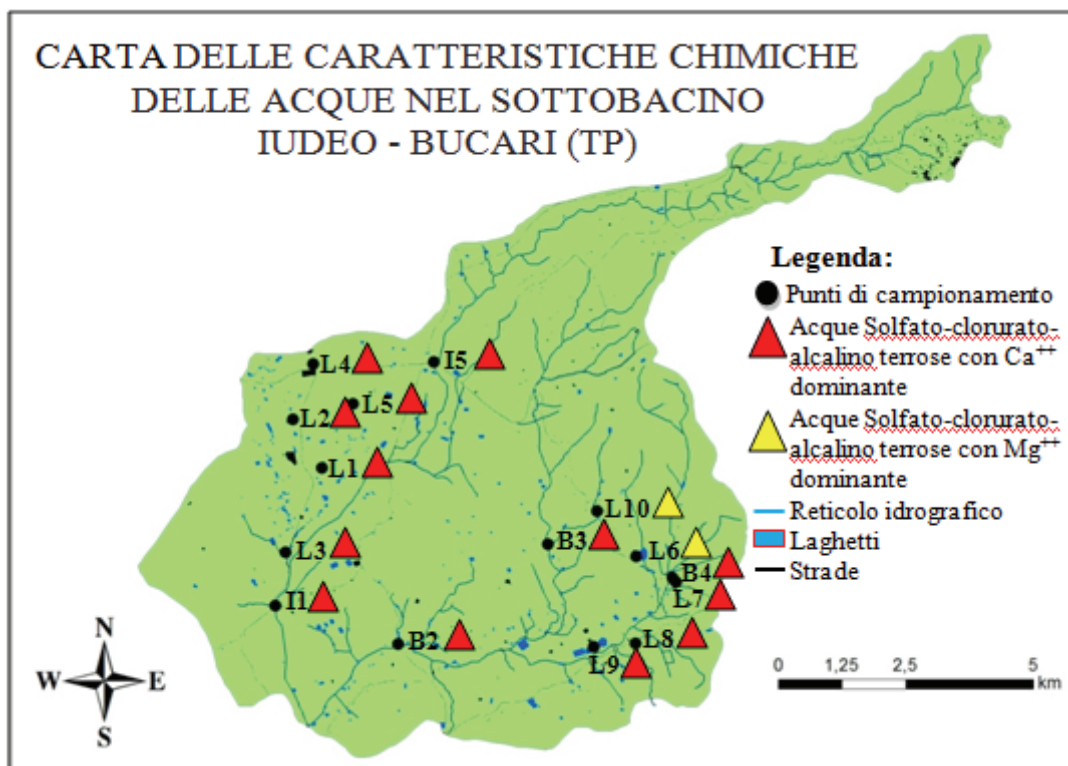 CARTA DELLE CARATTERISTICHE CHIMICHE
DELLE ACQUE NEL SOTTOBACINO
IUDEO - BUCARI (TP)
Legenda:
Punti di campionamento
Acque Solfato-clorurato-
alcalino terrose con Ca++
dominante
Acque Solfato-clorurato-
alcalino terrose con Mg++
dominante
Reticolo idrografico
Laghetti
Strade
L4
I5
L5
L2
L1
L10
B3
L3
L6
B4
L7
I1
B2
L8
L9
N
W E
S
0 1,25 2,5 5
km